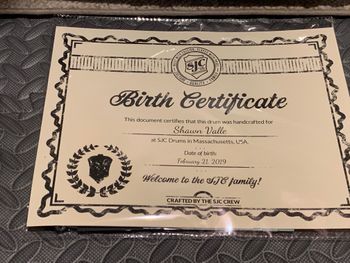 SJC
Birth Certificate
This document certifies that this drum was handcrafted for
Shawn Valle
at SJC Drums in Massachusetts, USA.
Date of birth:
February 21, 2019
Welcome to the SJC family!
CRAFTED BY THE SJC CREW